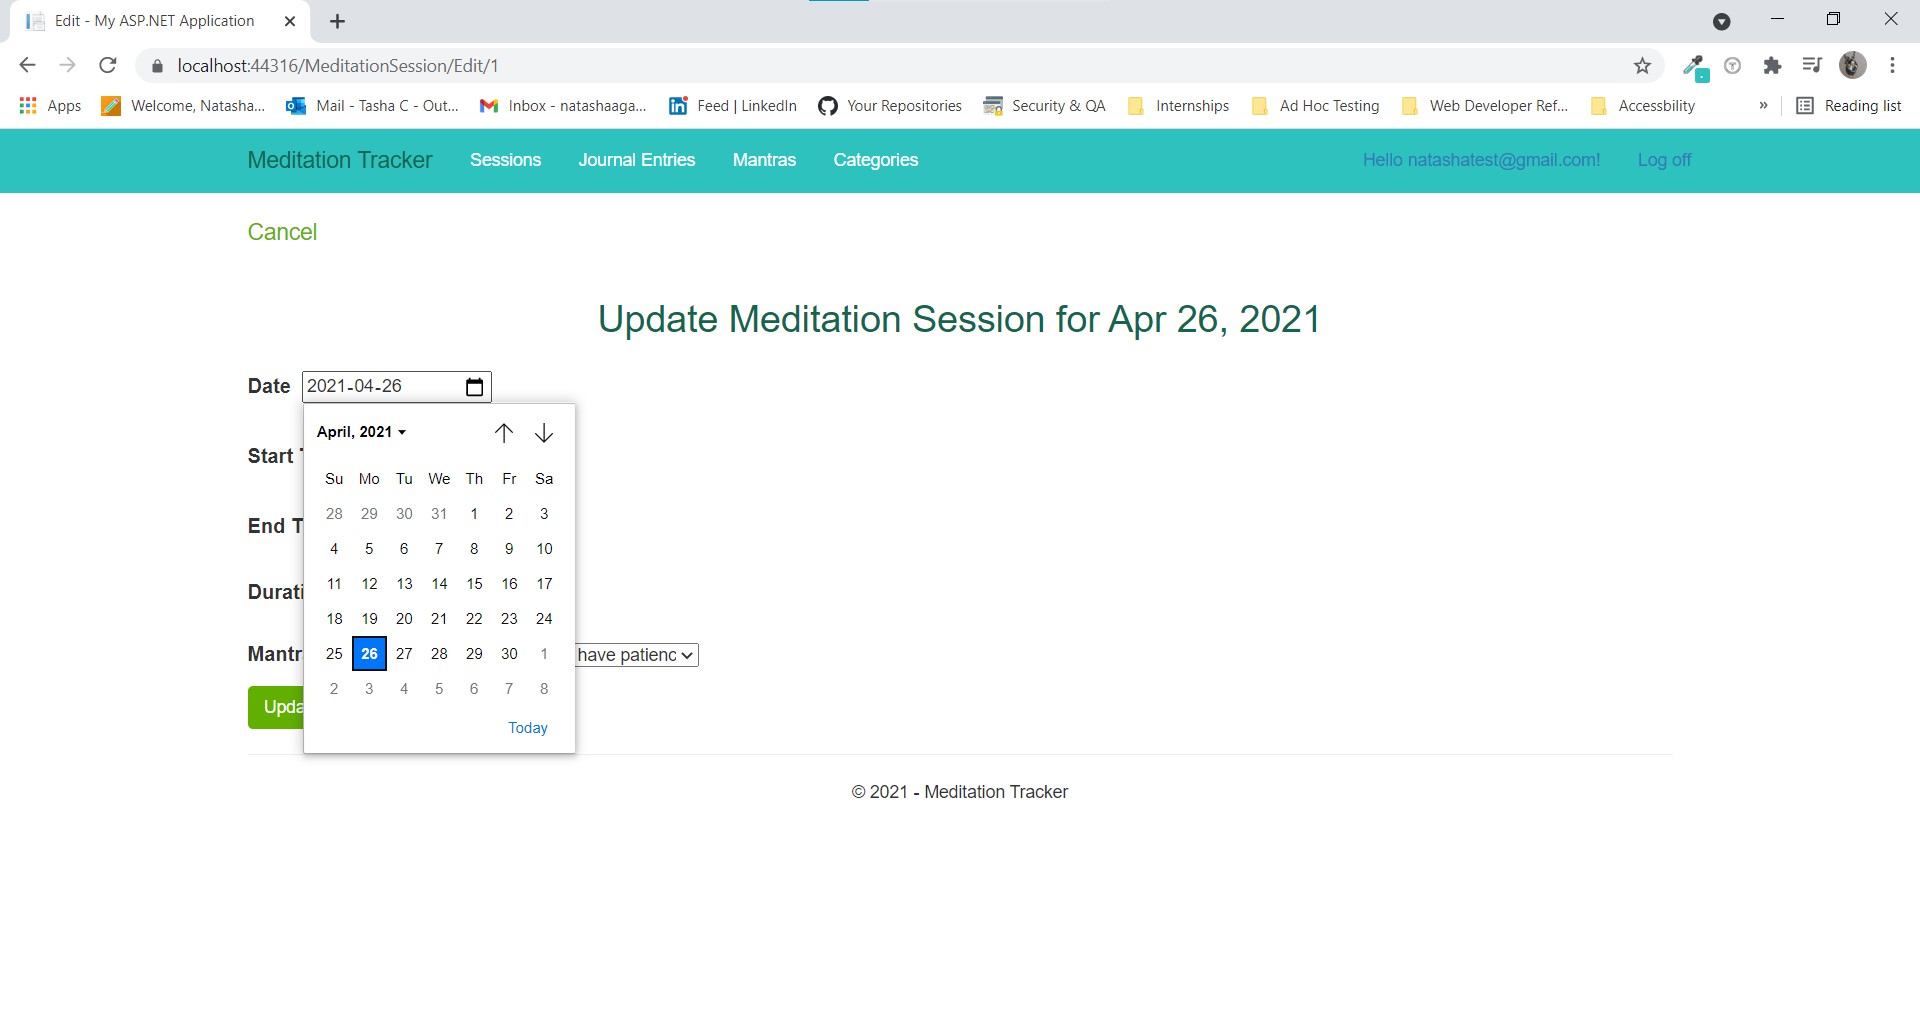 Edit - My ASP.NET Application
localhost:44316/MeditationSession/Edit/1
Apps Welcome, Natasha... Mail - Tasha C - Out... Inbox - natashaaga... Feed | LinkedIn Your Repositories Security & QA Internships Ad Hoc Testing Web Developer Ref... Accessbility » Reading list
Meditation Tracker Sessions Journal Entries Mantras Categories Hello natashatest@gmail.com! Log off
Cancel
Update Meditation Session for Apr 26, 2021
Date 2021-04-26
April, 2021
Start
Su Mo Tu We Th Fr Sa
28 29 30 31 1 2 3
End T
4 5 6 7 8 9 10
11 12 13 14 15 16 17
Durati
18 19 20 21 22 23 24
Mantr 25 26 27 28 29 30 1 have patienc
2 3 4 5 6 7 8
Upda
Today
© 2021 - Meditation Tracker